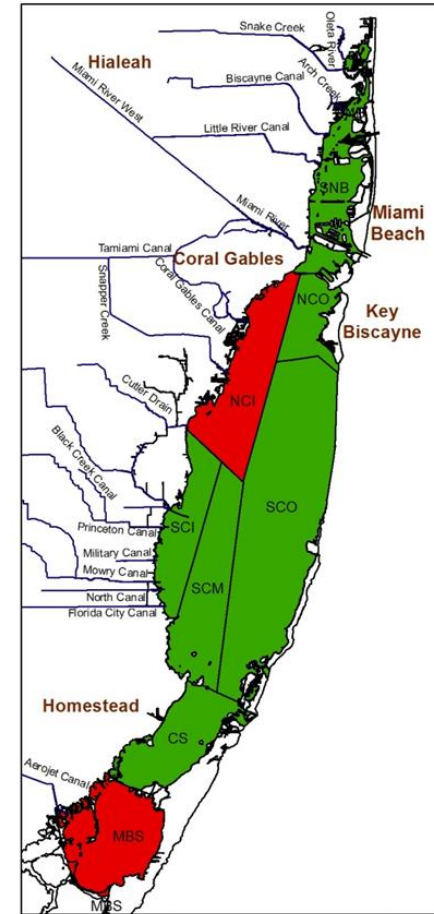 Snake Creek
Oleta River
Hialeah
Arch Creek
Biscayne Canal
Miami River West
Little River Canal
SNB
Miami River
Miami
Beach
Tamiami Canal
Coral Gables
Snapper Creek
Coral Gables Canal
NCO
Key
Biscayne
Cutler Drain
NCI
Black Creek Canal
SCO
Princeton Canal
SCI
Military Canal
Mowry Canal
SCM
North Canal
Florida City Canal
Homestead
CS
Aerojet Canal
MBS
MBS